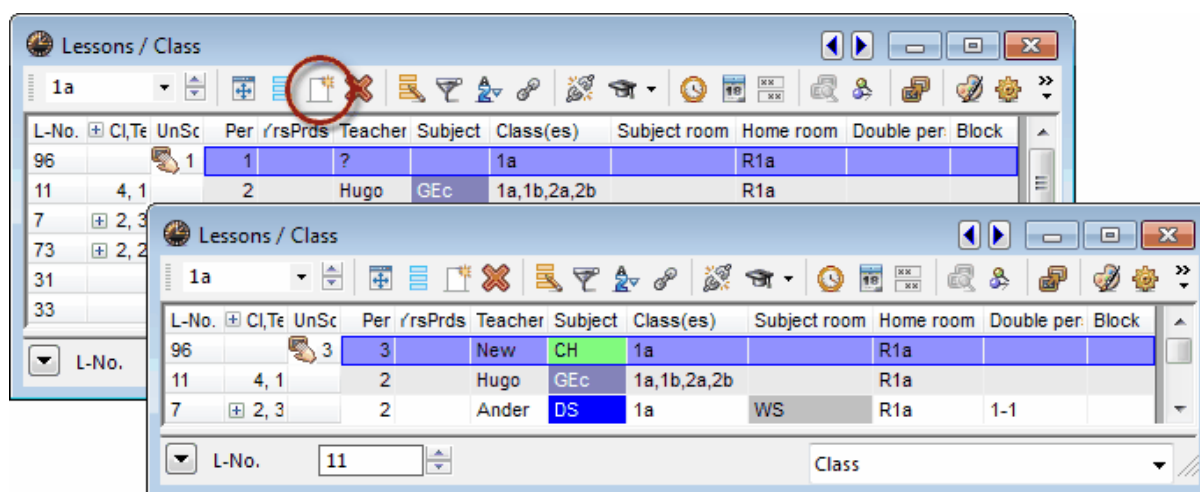 Lessons / Class
1a
L-No. Cl,Te UnSc Per YrsPrds Teacher Subject Class(es) Subject room Home room Double per. Block
96 1 1 ? 1a R1a
11 4, 1 2 Hugo GEc 1a,1b,2a,2b R1a
7 2, 3
73 2, 2
31
33
L-No.
Lessons / Class
1a
L-No. Cl,Te UnSc Per YrsPrds Teacher Subject Class(es) Subject room Home room Double per. Block
96 3 3 New CH 1a R1a
11 4, 1 2 Hugo GEc 1a,1b,2a,2b R1a
7 2, 3 2 Ander DS 1a WS R1a 1-1
L-No. 11 Class